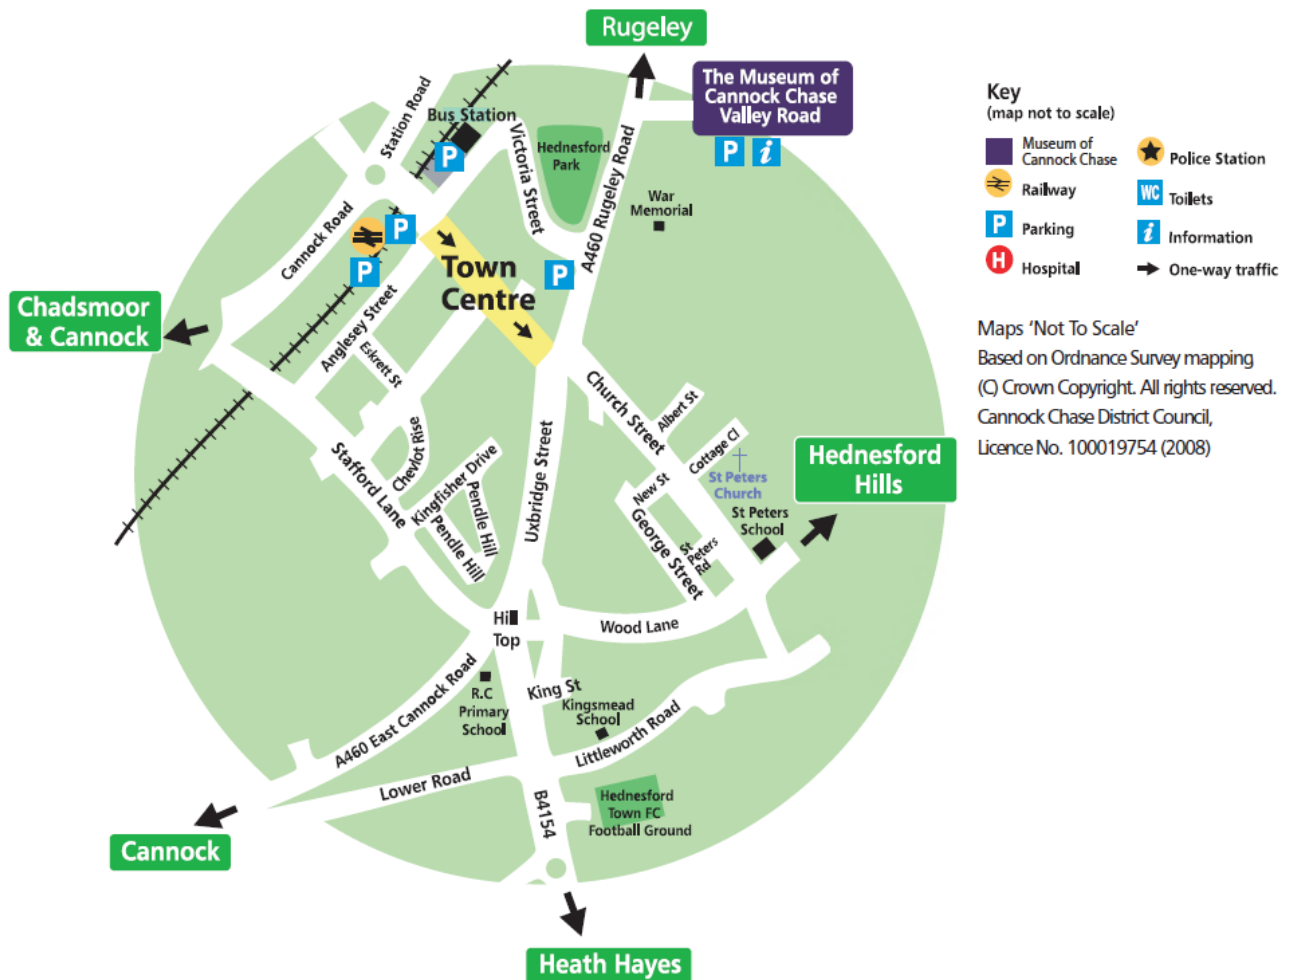 Rugeley
The Museum of
Cannock Chase
Valley Road
P
i
Station Road
Bus Station
P
Victoria Street
Hednesford
Park
A460 Rugeley Road
War
Memorial
Cannock Road
P
P
Town
Centre
P
Chadsmoor
& Cannock
Anglesey Street
Eskrett St
Church Street
Albert St
Cottage Cl
St Peters
Church
Hednesford
Hills
Stafford Lane
Chevlot Rise
Kingfisher Drive
Pendle Hill
Pendle Hill
Uxbridge Street
New St
George Street
St
Peters
Rd
St Peters
School
Hill
Top
Wood Lane
A460 East Cannock Road
R.C
Primary
School
King St
Kingsmead
School
Littleworth Road
Lower Road
B4154
Hednesford
Town FC
Football Ground
Cannock
Heath Hayes
Key
(map not to scale)
Museum of
Cannock Chase
Railway
P Parking
H Hospital
Police Station
WC Toilets
i Information
One-way traffic
Maps ‘Not To Scale’
Based on Ordnance Survey mapping
(C) Crown Copyright. All rights reserved.
Cannock Chase District Council,
Licence No. 100019754 (2008)